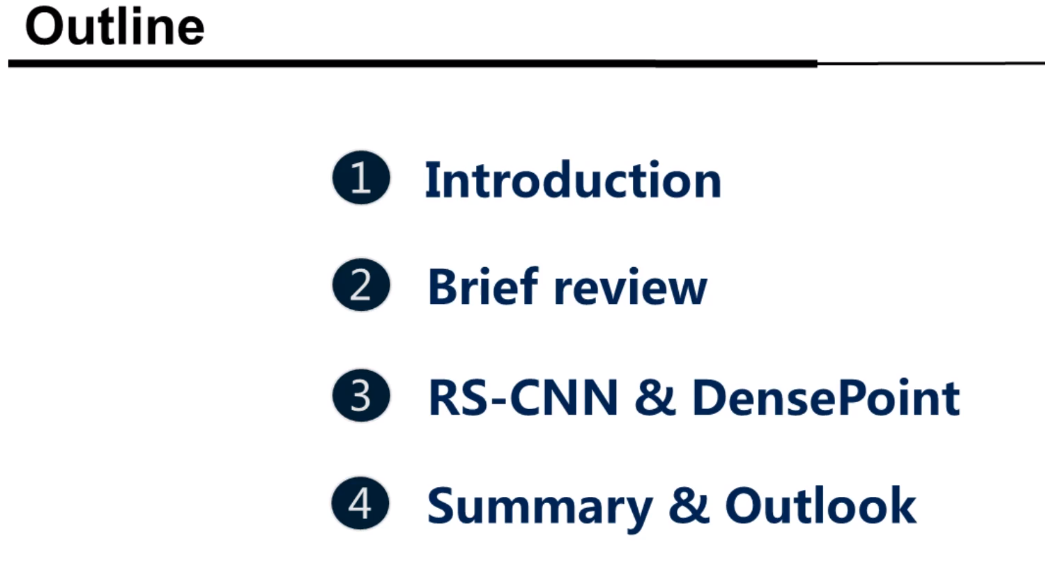 Outline
1 Introduction
2 Brief review
3 RS-CNN & DensePoint
4 Summary & Outlook